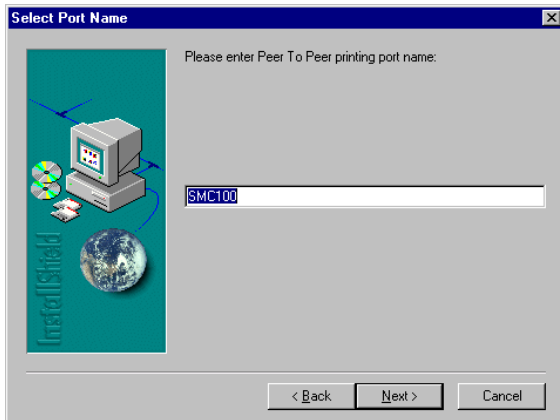 Select Port Name
Please enter Peer To Peer printing port name:
SMC100
InstallShield
< Back
Next >
Cancel